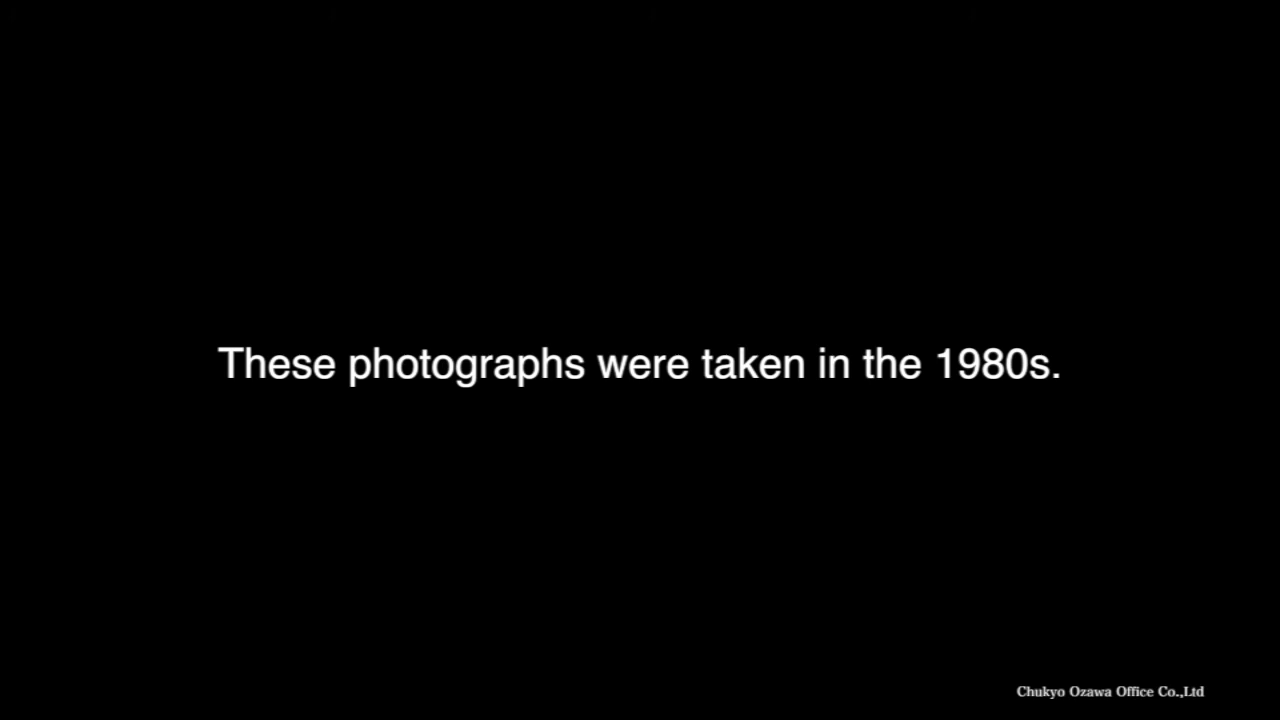 These photographs were taken in the 1980s.
Chukyo Ozawa Office Co.,Ltd